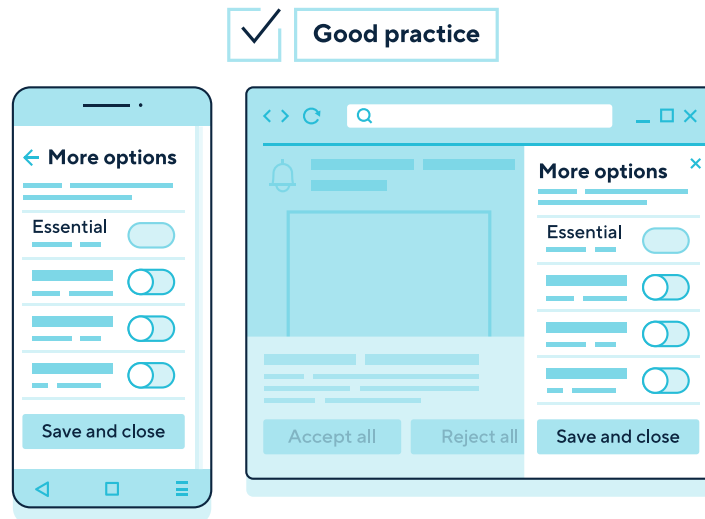 Good practice
More options
Essential
Save and close
More options
Essential
Accept all
Reject all
Save and close